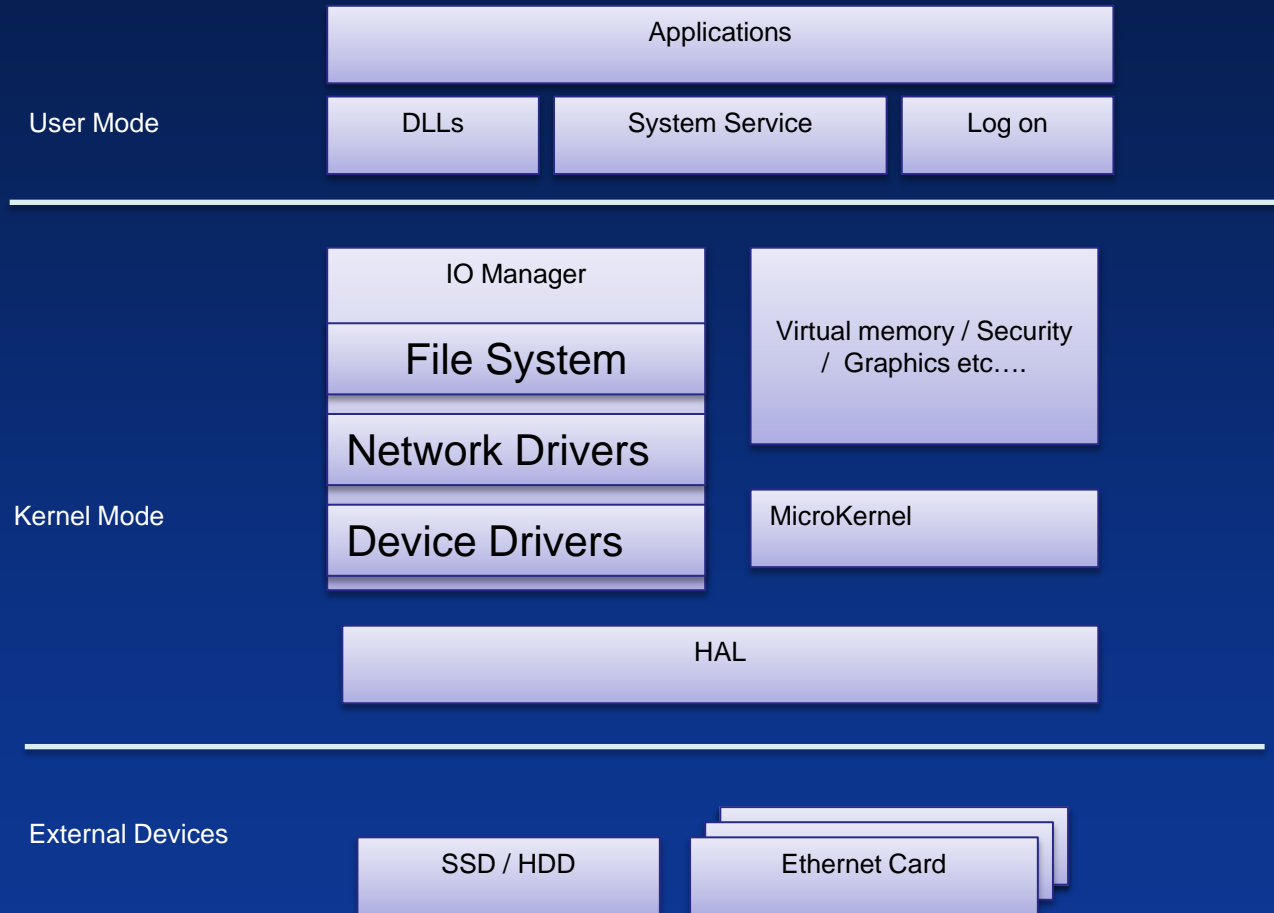 Applications
User Mode
DLLs
System Service
Log on
IO Manager
File System
Network Drivers
Device Drivers
Virtual memory / Security
/ Graphics etc….
Kernel Mode
MicroKernel
HAL
External Devices
SSD / HDD
Ethernet Card